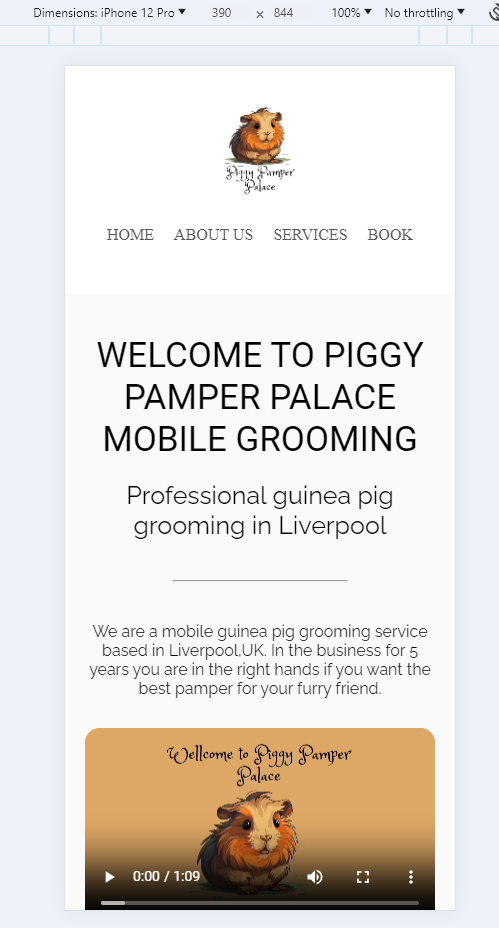 Dimensions: iPhone 12 Pro 390 × 844 100% No throttling
Piggy Pamper
Palace
HOME ABOUT US SERVICES BOOK
WELCOME TO PIGGY
PAMPER PALACE
MOBILE GROOMING
Professional guinea pig
grooming in Liverpool
We are a mobile guinea pig grooming service
based in Liverpool,UK. In the business for 5
years you are in the right hands if you want the
best pamper for your furry friend.
Wellcome to Piggy Pamper
Palace
0:00 / 1:09